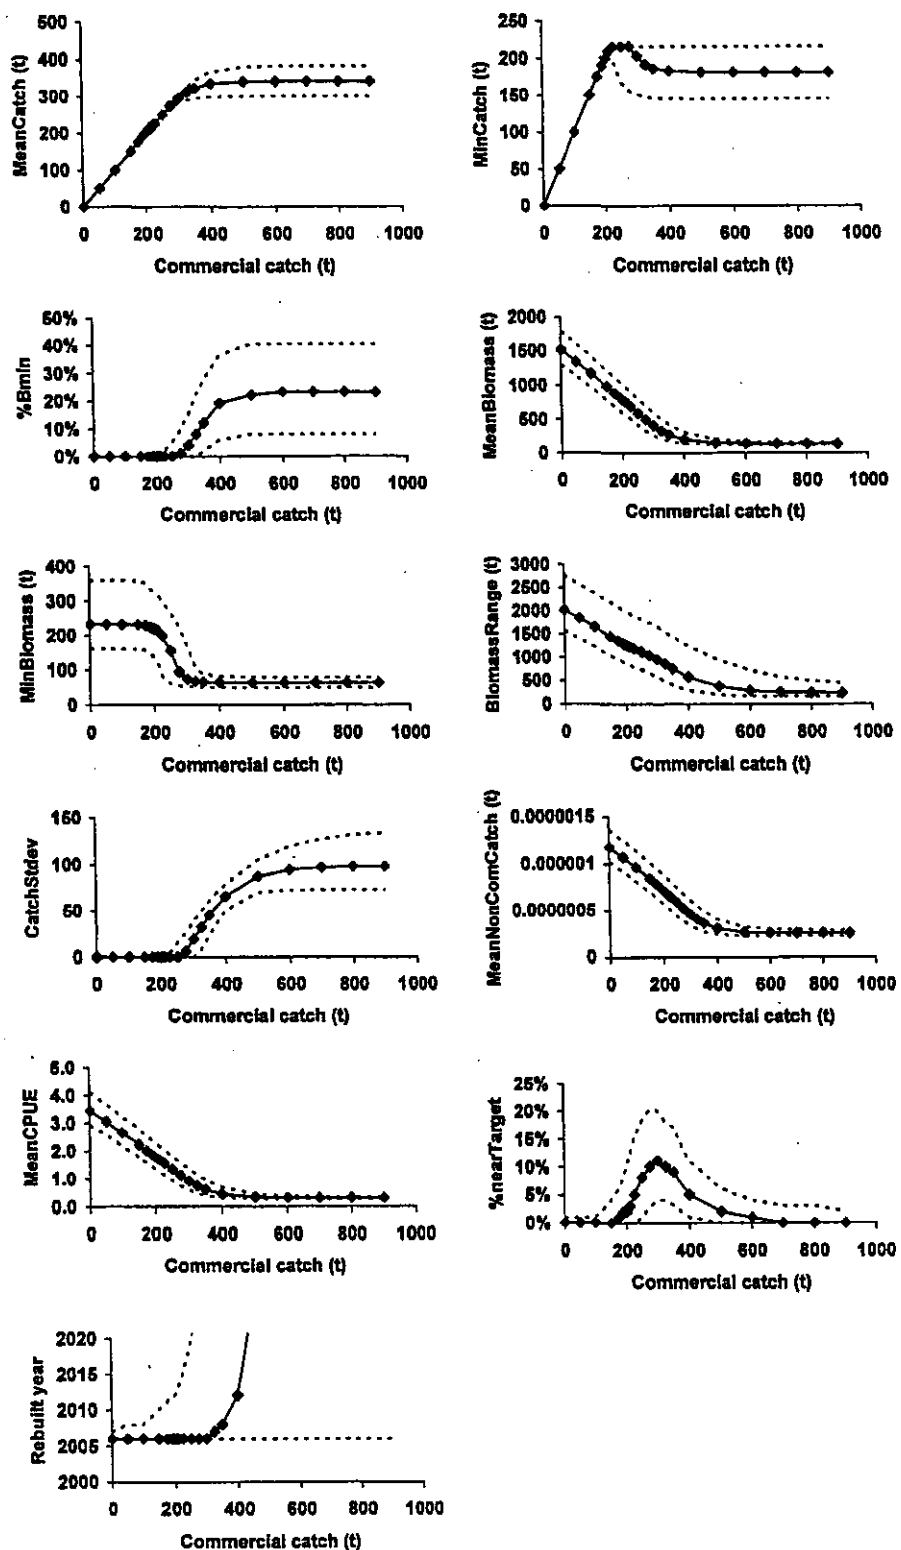 500
400
300
200
100
0
MeanCatch (t)
0 200 400 600 800 1000
Commercial catch (t)
250
200
150
100
50
0
MinCatch (t)
0 200 400 600 800 1000
Commercial catch (t)
50%
40%
30%
20%
10%
0%
%Bmin
0 200 400 600 800 1000
Commercial catch (t)
2000
1500
1000
500
0
MeanBiomass (t)
0 200 400 600 800 1000
Commercial catch (t)
400
300
200
100
0
MinBiomass (t)
0 200 400 600 800 1000
Commercial catch (t)
3000
2500
2000
1500
1000
500
0
BiomassRange (t)
0 200 400 600 800 1000
Commercial catch (t)
150
100
50
0
CatchStdev
0 200 400 600 800 1000
Commercial catch (t)
0.0000015
0.000001
0.0000005
0
MeanNonComCatch (t)
0 200 400 600 800 1000
Commercial catch (t)
5.0
4.0
3.0
2.0
1.0
0.0
MeanCPUE
0 200 400 600 800 1000
Commercial catch (t)
25%
20%
15%
10%
5%
0%
%nearTarget
0 200 400 600 800 1000
Commercial catch (t)
2020
2015
2010
2005
2000
Rebuilt year
0 200 400 600 800 1000
Commercial catch (t)